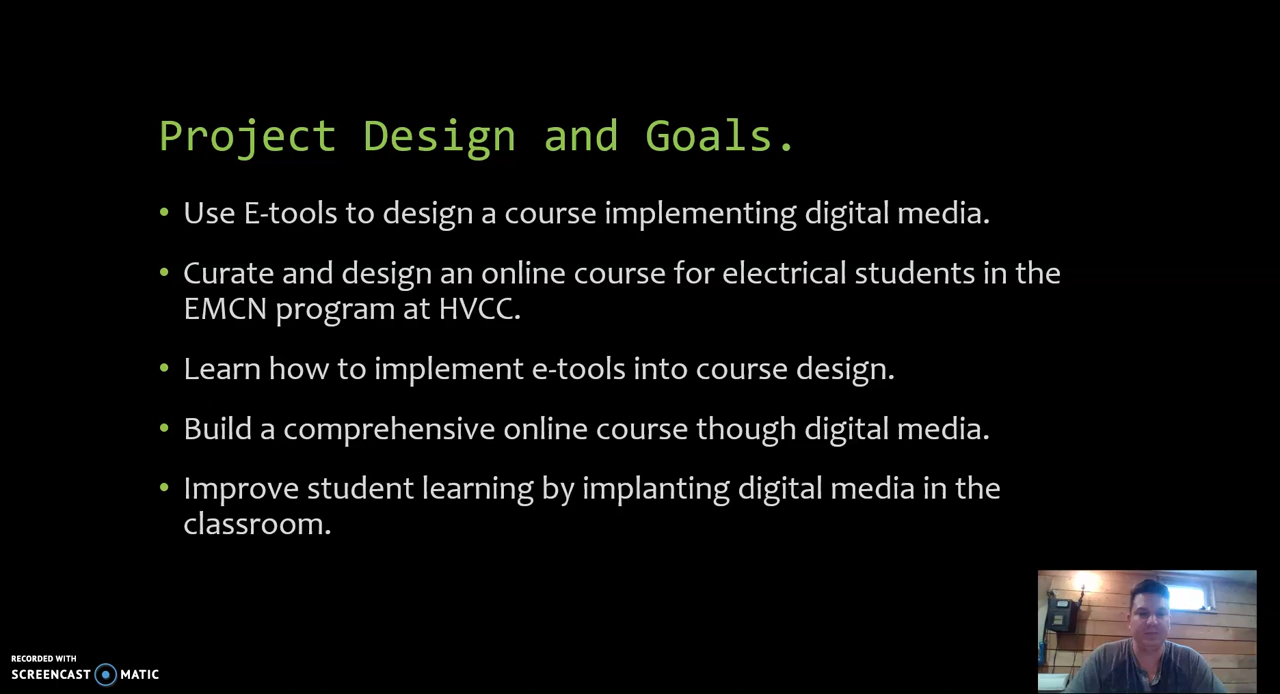 Project Design and Goals.
• Use E-tools to design a course implementing digital media.
• Curate and design an online course for electrical students in the
EMCN program at HVCC.
• Learn how to implement e-tools into course design.
• Build a comprehensive online course though digital media.
• Improve student learning by implanting digital media in the
classroom.
RECORDED WITH
SCREENCAST MATIC